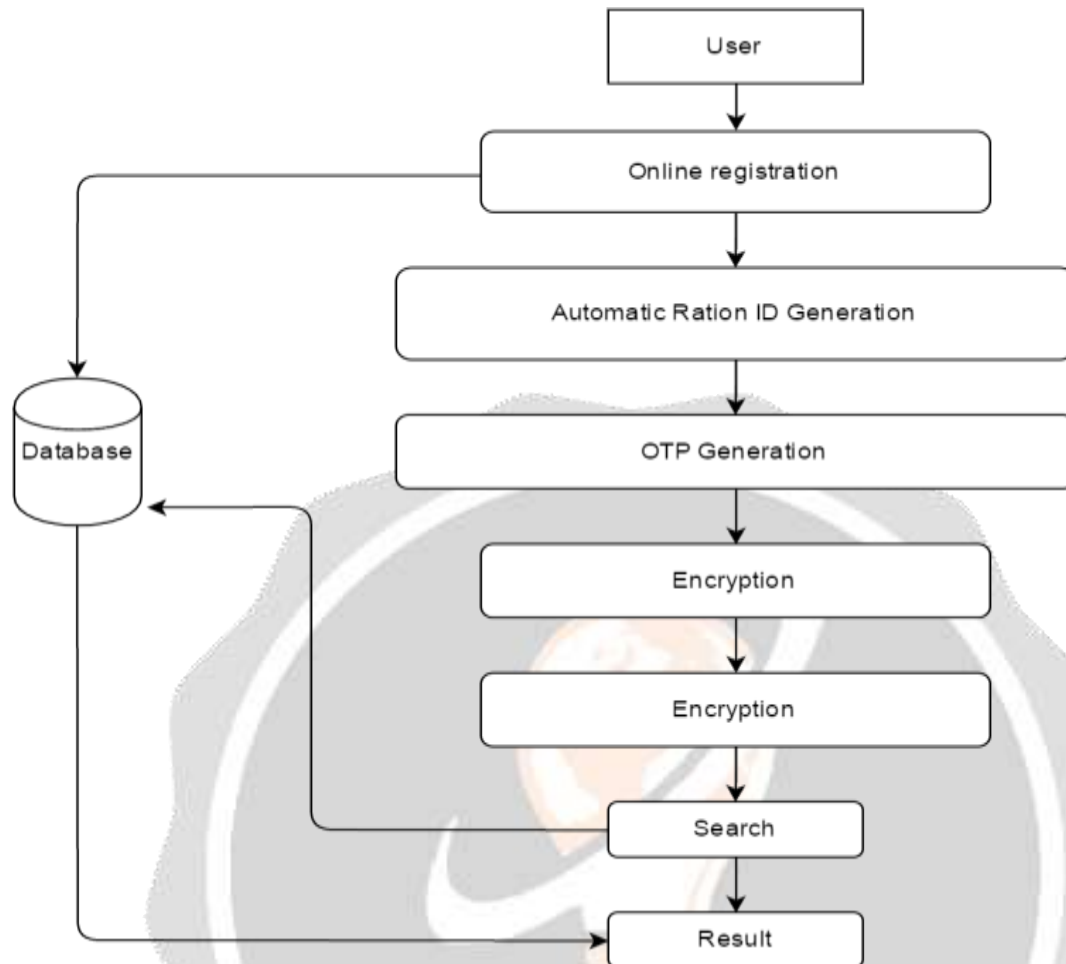 User
Online registration
Automatic Ration ID Generation
OTP Generation
Database
Encryption
Encryption
Search
Result